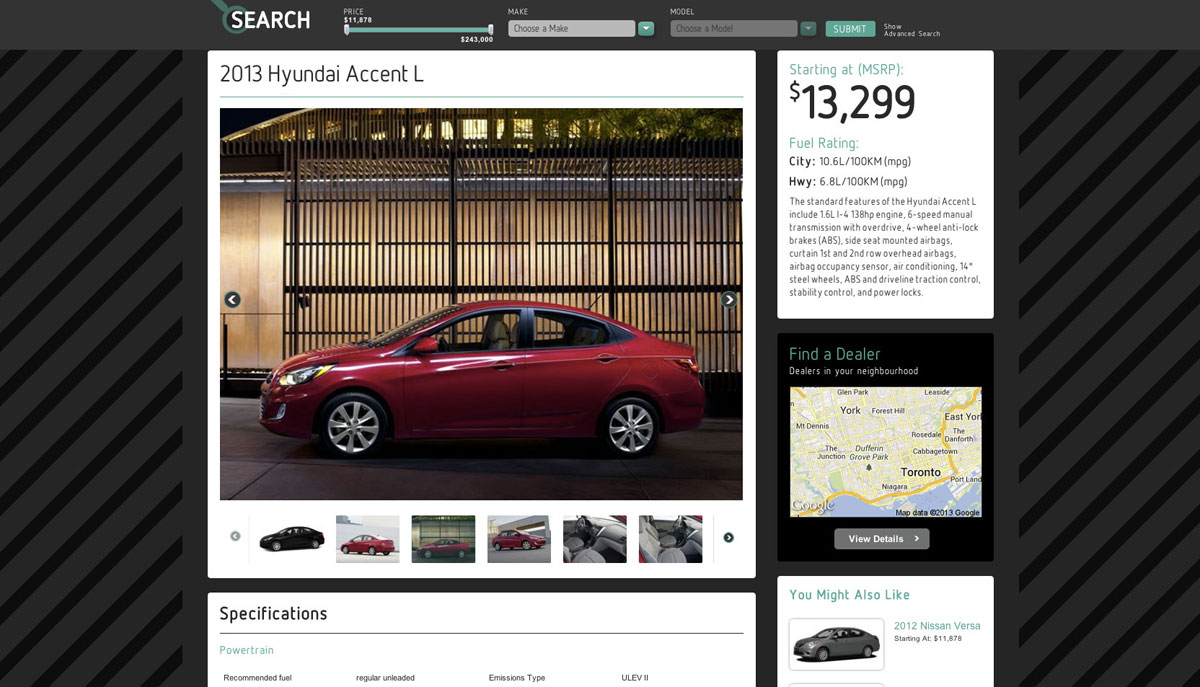 SEARCH
PRICE
$11,878
$243,000
MAKE
Choose a Make
MODEL
Choose a Model
SUBMIT
Show
Advanced Search
2013 Hyundai Accent L
Starting at (MSRP):
$13,299
Fuel Rating:
City: 10.6L/100KM (mpg)
Hwy: 6.8L/100KM (mpg)
The standard features of the Hyundai Accent L
include 1.6L I-4 138hp engine, 6-speed manual
transmission with overdrive, 4-wheel anti-lock
brakes (ABS), side seat mounted airbags,
curtain 1st and 2nd row overhead airbags,
airbag occupancy sensor, air conditioning, 14"
steel wheels, ABS and driveline traction control,
stability control, and power locks.
Find a Dealer
Dealers in your neighbourhood
Glen Park
Leaside
York
Forest Hill
East Yorl
Mt Dennis
Rosedale
The
Danforth
The
Junction
Dufferin
Grove Park
Cabbagetown
Toronto
Port Land
Niagara
Google
Map data ©2013 Google
View Details
Specifications
Powertrain
Recommended fuel
regular unleaded
Emissions Type
ULEV II
You Might Also Like
2012 Nissan Versa
Starting At: $11,878